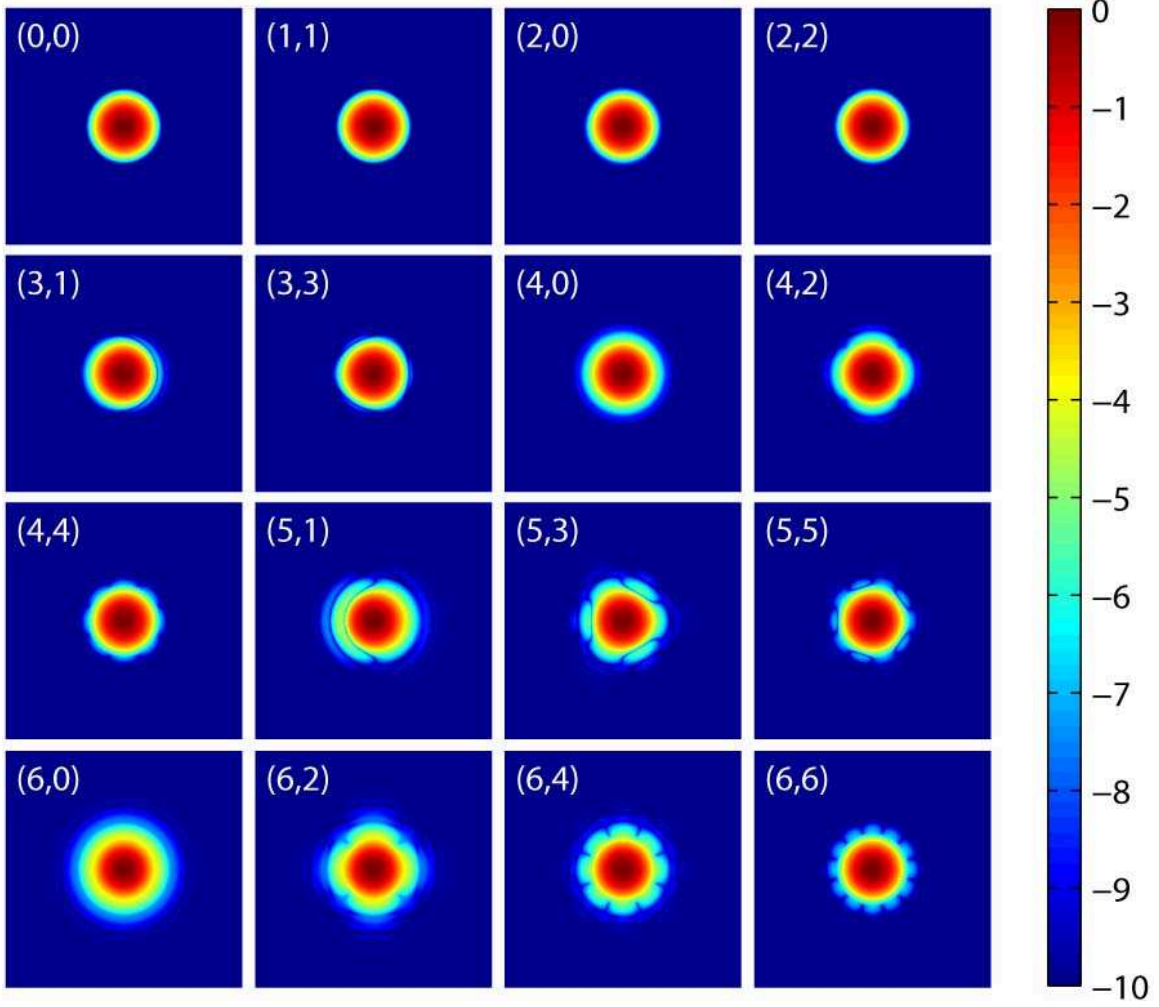 (0,0) (1,1) (2,0) (2,2)
(3,1) (3,3) (4,0) (4,2)
(4,4) (5,1) (5,3) (5,5)
(6,0) (6,2) (6,4) (6,6)
0
−1
−2
−3
−4
−5
−6
−7
−8
−9
−10